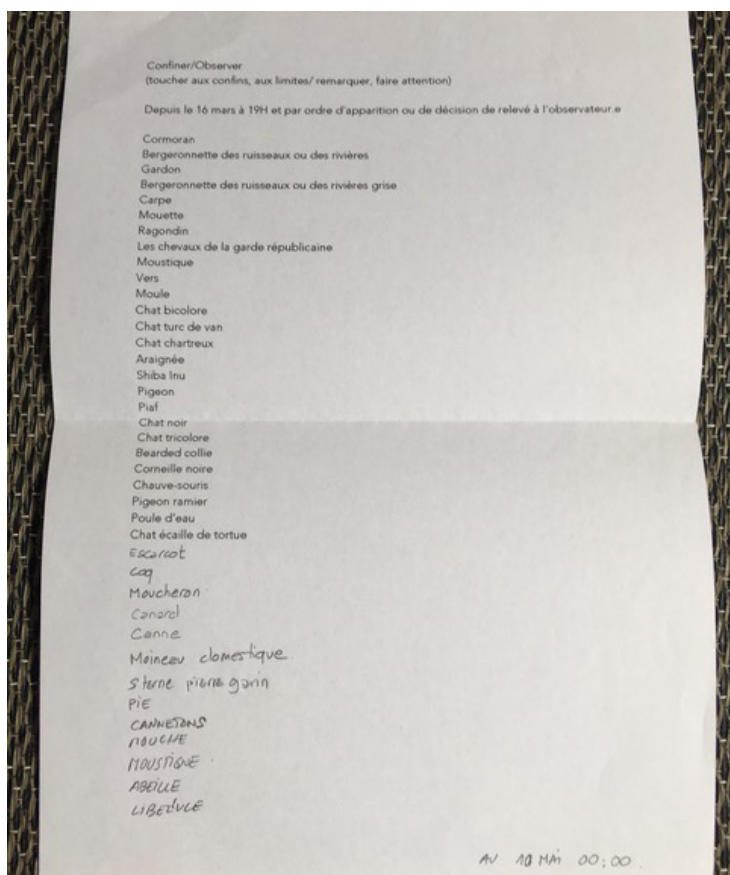 Confiner/Observer
(toucher aux confins, aux limites/ remarquer, faire attention)
Depuis le 16 mars à 19H et par ordre d'apparition ou de décision de relevé à l'observateur.e
Cormoran
Bergeronnette des ruisseaux ou des rivières
Gardon
Bergeronnette des ruisseaux ou des rivières grise
Carpe
Mouette
Ragondin
Les chevaux de la garde républicaine
Moustique
Vers
Moule
Chat bicolore
Chat turc de van
Chat chartreux
Araignée
Shiba Inu
Pigeon
Piaf
Chat noir
Chat tricolore
Bearded collie
Corneille noire
Chauve-souris
Pigeon ramier
Poule d'eau
Chat écaille de tortue
Escarcot
Coq
Moucheron
Canard
Canne
Moineau domestique
Sterne pierre garin
PIE
CANNETONS
MOUCHE
MOUSTIQUE
ABEILLE
LIBELULE
AU 10 MAi 00:00